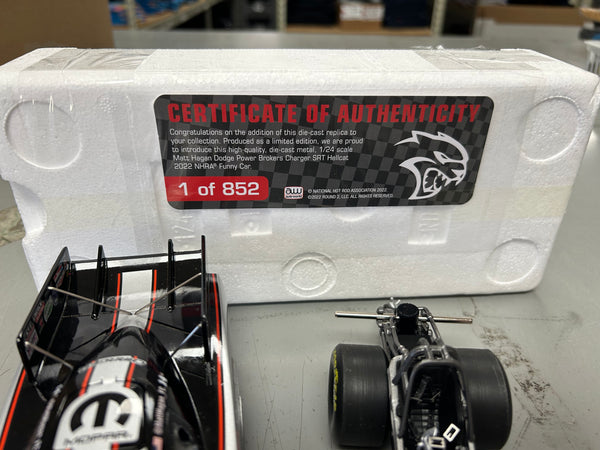 CERTIFICATE OF AUTHENTICITY
Congratulations on the addition of this die-cast replica to
your collection. Produced as a limited edition, we are proud
to introduce this high-quality, die-cast metal, 1/24 scale
Matt Hagan Dodge Power Brokers Charger SRT Hellcat
2022 NHRA® Funny Car.
1 of 852
aw
© NATIONAL HOT ROD ASSOCIATION 2022.
©2022 ROUND 2, LLC. ALL RIGHTS RESERVED.
MOPAR